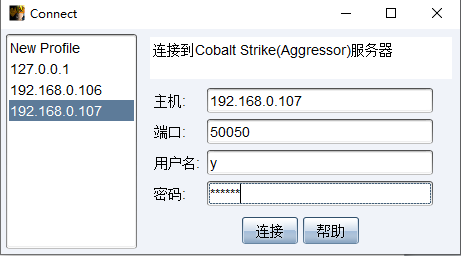 Connect
New Profile
127.0.0.1
192.168.0.106
192.168.0.107
连接到Cobalt Strike(Aggressor)服务器
主机: 192.168.0.107
端口: 50050
用户名: y
密码: ******
连接 帮助